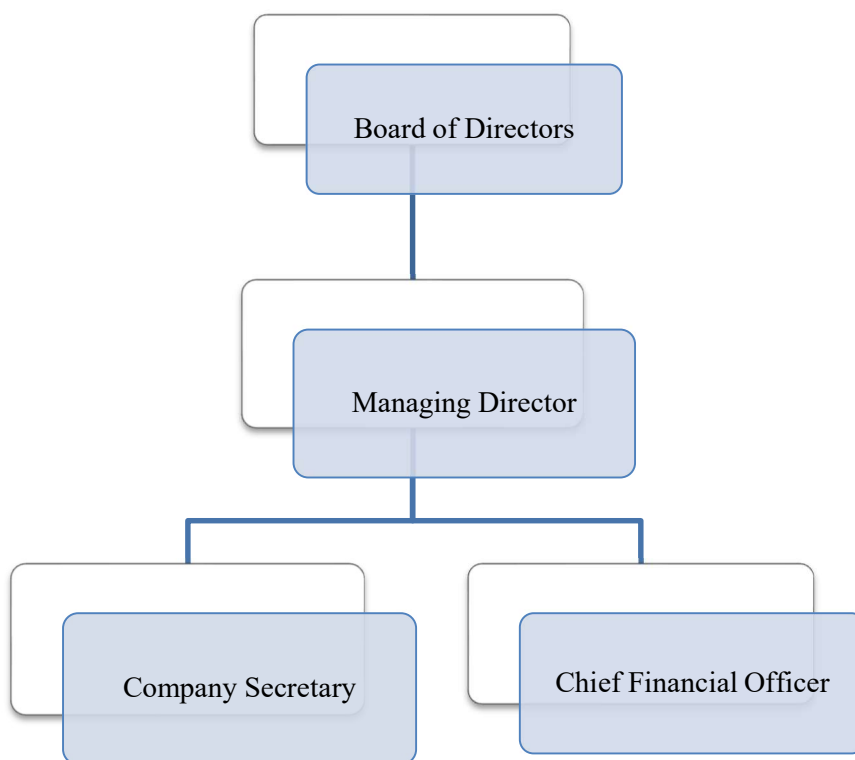 Board of Directors
Managing Director
Company Secretary
Chief Financial Officer